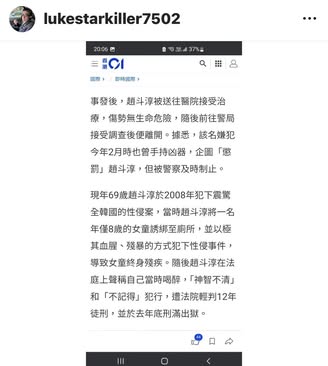 lukestarkiller7502
20:06
37%
香港01
國際 › 即時國際 ›
事發後，趙斗淳被送往醫院接受治
療，傷勢無生命危險，隨後前往警局
接受調查後便離開。據悉，該名嫌犯
今年2月時也曾手持凶器，企圖「懲
罰」趙斗淳，但被警察及時制止。
現年69歲趙斗淳於2008年犯下震驚
全韓國的性侵案，當時趙斗淳將一名
年僅8歲的女童誘綁至廁所，並以極
其血腥、殘暴的方式犯下性侵事件，
導致女童終身殘疾。隨後趙斗淳在法
庭上聲稱自己當時喝醉，「神智不清」
和「不記得」犯行，遭法院輕判12年
徒刑，並於去年底刑滿出獄。